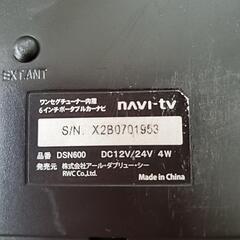 EXT.ANT
ワンセグチューナー内蔵
6インチポータブルカーナビ navi-tv
S/N. X2B0701953
品番 DSN600 DC12V/24V 4W
発売元 株式会社アール・ダブリュー・シー
RWC Co.,Ltd. Made in China